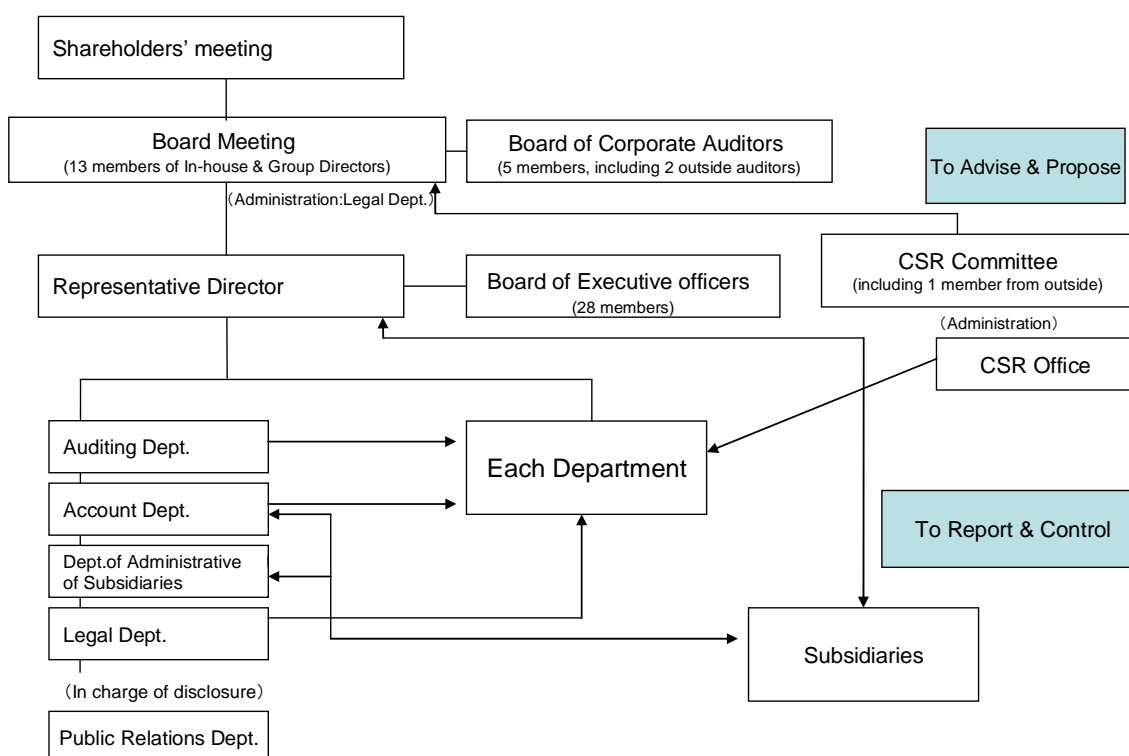 Shareholders’ meeting
Board Meeting
(13 members of In-house & Group Directors)
Board of Corporate Auditors
(5 members, including 2 outside auditors)
To Advise & Propose
（Administration:Legal Dept.）
CSR Committee
(including 1 member from outside)
Representative Director
Board of Executive officers
(28 members)
（Administration）
CSR Office
Auditing Dept.
Each Department
Account Dept.
To Report & Control
Dept.of Administrative
of Subsidiaries
Legal Dept.
Subsidiaries
（In charge of disclosure）
Public Relations Dept.